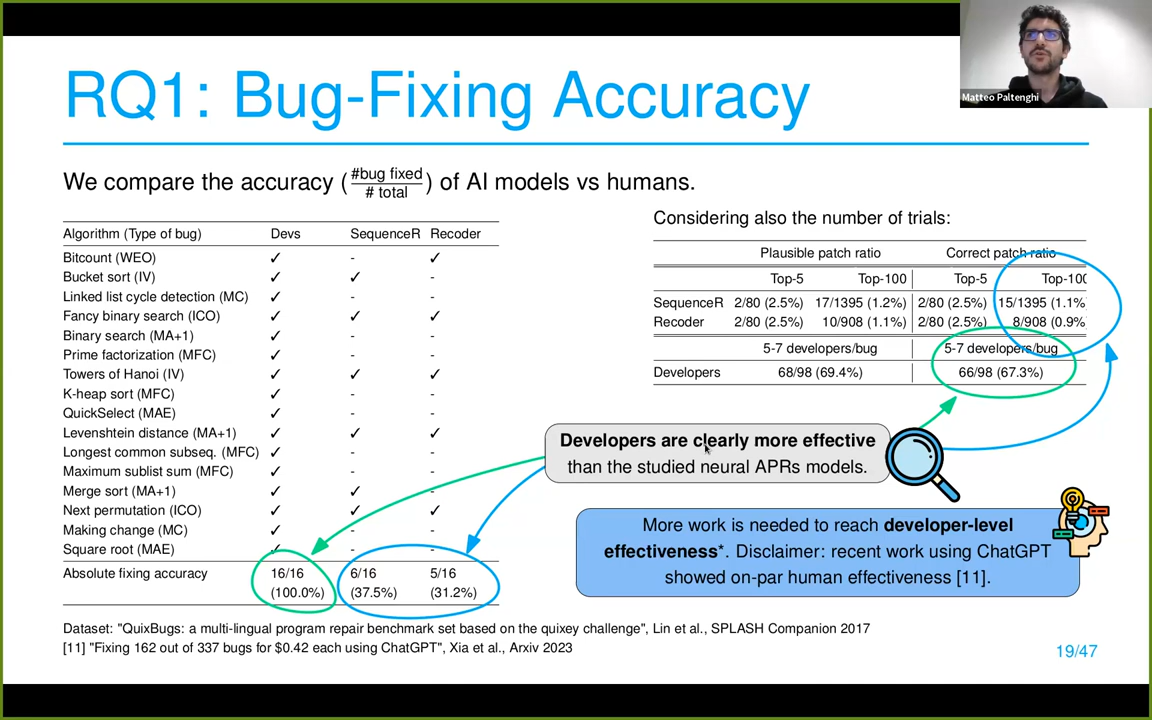 Matteo Paltenghi
RQ1: Bug-Fixing Accuracy
We compare the accuracy (#bug fixed / # total) of AI models vs humans.
Algorithm (Type of bug) Devs SequenceR Recoder
Bitcount (WEO) ✓ - ✓
Bucket sort (IV) ✓ ✓ -
Linked list cycle detection (MC) ✓ - -
Fancy binary search (ICO) ✓ ✓ ✓
Binary search (MA+1) ✓ - -
Prime factorization (MFC) ✓ - -
Towers of Hanoi (IV) ✓ ✓ ✓
K-heap sort (MFC) ✓ - -
QuickSelect (MAE) ✓ - -
Levenshtein distance (MA+1) ✓ ✓ ✓
Longest common subseq. (MFC) ✓ - -
Maximum sublist sum (MFC) ✓ - -
Merge sort (MA+1) ✓ ✓ -
Next permutation (ICO) ✓ ✓ ✓
Making change (MC) ✓ - -
Square root (MAE) ✓ - -
Absolute fixing accuracy 16/16 6/16 5/16
(100.0%) (37.5%) (31.2%)
Considering also the number of trials:
Plausible patch ratio Correct patch ratio
Top-5 Top-100 Top-5 Top-100
SequenceR 2/80 (2.5%) 17/1395 (1.2%) 2/80 (2.5%) 15/1395 (1.1%
Recoder 2/80 (2.5%) 10/908 (1.1%) 2/80 (2.5%) 8/908 (0.9%
5-7 developers/bug 5-7 developers/bug
Developers 68/98 (69.4%) 66/98 (67.3%)
Developers are clearly more effective
than the studied neural APRs models.
More work is needed to reach developer-level
effectiveness*. Disclaimer: recent work using ChatGPT
showed on-par human effectiveness [11].
Dataset: "QuixBugs: a multi-lingual program repair benchmark set based on the quixey challenge", Lin et al., SPLASH Companion 2017
[11] "Fixing 162 out of 337 bugs for $0.42 each using ChatGPT", Xia et al., Arxiv 2023
19/47